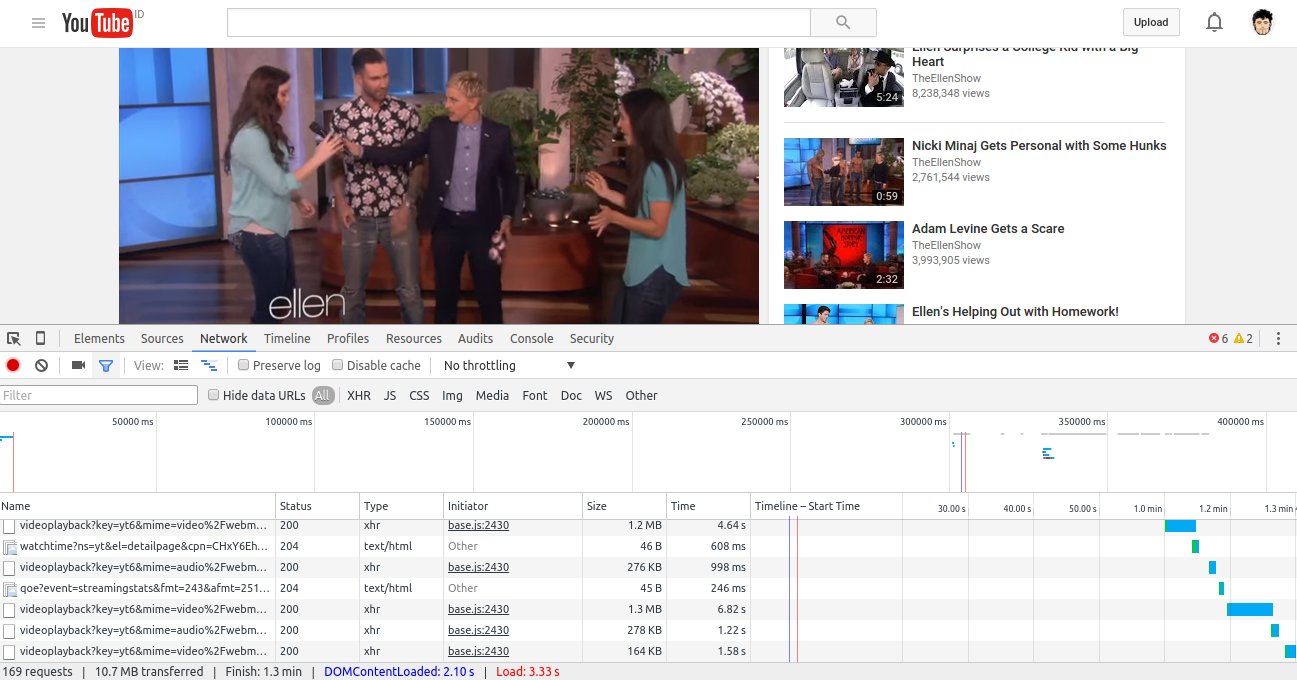 YouTube ID
Upload
Ellen Surprises a College Kid with a Big
Heart
TheEllenShow
8,238,348 views
5:24
Nicki Minaj Gets Personal with Some Hunks
TheEllenShow
2,761,544 views
0:59
AMERICAN
HORROR
STORY
Adam Levine Gets a Scare
TheEllenShow
3,993,905 views
2:32
Ellen's Helping Out with Homework!
ellen
Elements Sources Network Timeline Profiles Resources Audits Console Security 6 2
View: Preserve log Disable cache No throttling
Filter Hide data URLs All XHR JS CSS Img Media Font Doc WS Other
50000 ms 100000 ms 150000 ms 200000 ms 250000 ms 300000 ms 350000 ms 400000 ms
Name Status Type Initiator Size Time Timeline – Start Time 30.00 s 40.00 s 50.00 s 1.0 min 1.2 min 1.3 min
videoplayback?key=yt6&mime=video%2Fwebm... 200 xhr base.js:2430 1.2 MB 4.64 s
watchtime?ns=yt&el=detailpage&cpn=CHxY6Eh... 204 text/html Other 46 B 608 ms
videoplayback?key=yt6&mime=audio%2Fwebm... 200 xhr base.js:2430 276 KB 998 ms
qoe?event=streamingstats&fmt=243&afmt=251... 204 text/html Other 45 B 246 ms
videoplayback?key=yt6&mime=video%2Fwebm... 200 xhr base.js:2430 1.3 MB 6.82 s
videoplayback?key=yt6&mime=audio%2Fwebm... 200 xhr base.js:2430 278 KB 1.22 s
videoplayback?key=yt6&mime=video%2Fwebm... 200 xhr base.js:2430 164 KB 1.58 s
169 requests | 10.7 MB transferred | Finish: 1.3 min | DOMContentLoaded: 2.10 s | Load: 3.33 s